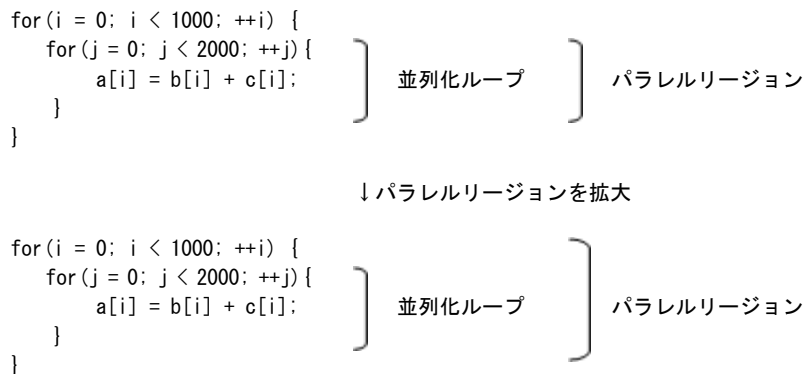 for(i = 0; i < 1000; ++i) {
for(j = 0; j < 2000; ++j){
a[i] = b[i] + c[i]; 並列化ループ パラレルリージョン
}
}
↓パラレルリージョンを拡大
for(i = 0; i < 1000; ++i) {
for(j = 0; j < 2000; ++j){
a[i] = b[i] + c[i]; 並列化ループ パラレルリージョン
}
}